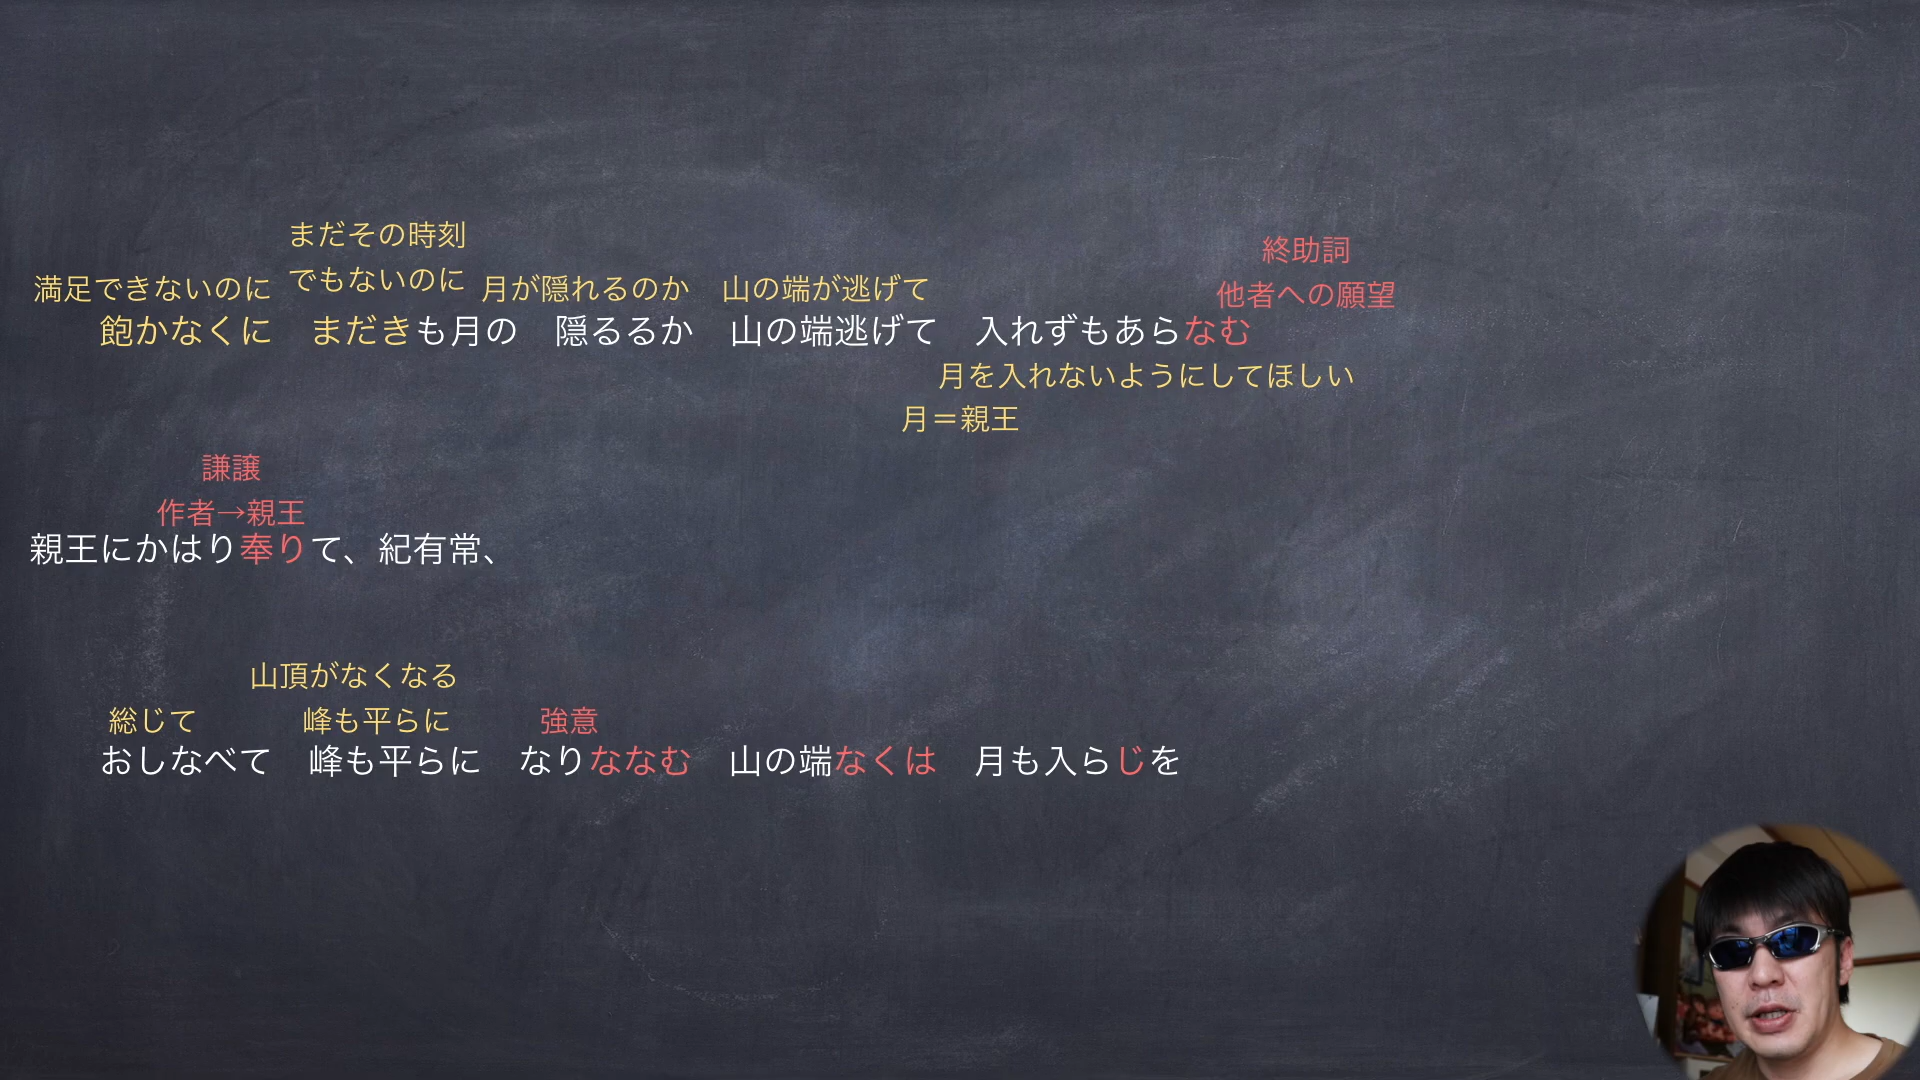 まだその時刻
でもないのに
満足できないのに 月が隠れるのか 山の端が逃げて
終助詞
他者への願望
飽かなくに まだきも月の 隠るるか 山の端逃げて 入れずもあらなむ
月を入れないようにしてほしい
月＝親王
謙譲
作者→親王
親王にかはり奉りて、紀有常、
山頂がなくなる
総じて 峰も平らに 強意
おしなべて 峰も平らに なりななむ 山の端なくは 月も入らじを